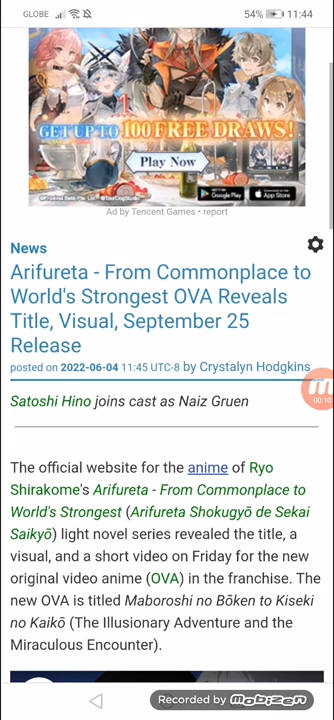 GLOBE
54%
11:44
GET UP TO 100 FREE DRAWS!
Play Now
Google Play
App Store
Ad by Tencent Games • report
News
Arifureta - From Commonplace to
World's Strongest OVA Reveals
Title, Visual, September 25
Release
posted on 2022-06-04 11:45 UTC-8 by Crystalyn Hodgkins
00:10
Satoshi Hino joins cast as Naiz Gruen
The official website for the anime of Ryo
Shirakome's Arifureta - From Commonplace to
World's Strongest (Arifureta Shokugyō de Sekai
Saikyō) light novel series revealed the title, a
visual, and a short video on Friday for the new
original video anime (OVA) in the franchise. The
new OVA is titled Maboroshi no Bōken to Kiseki
no Kaikō (The Illusionary Adventure and the
Miraculous Encounter).
Recorded by Mobizen